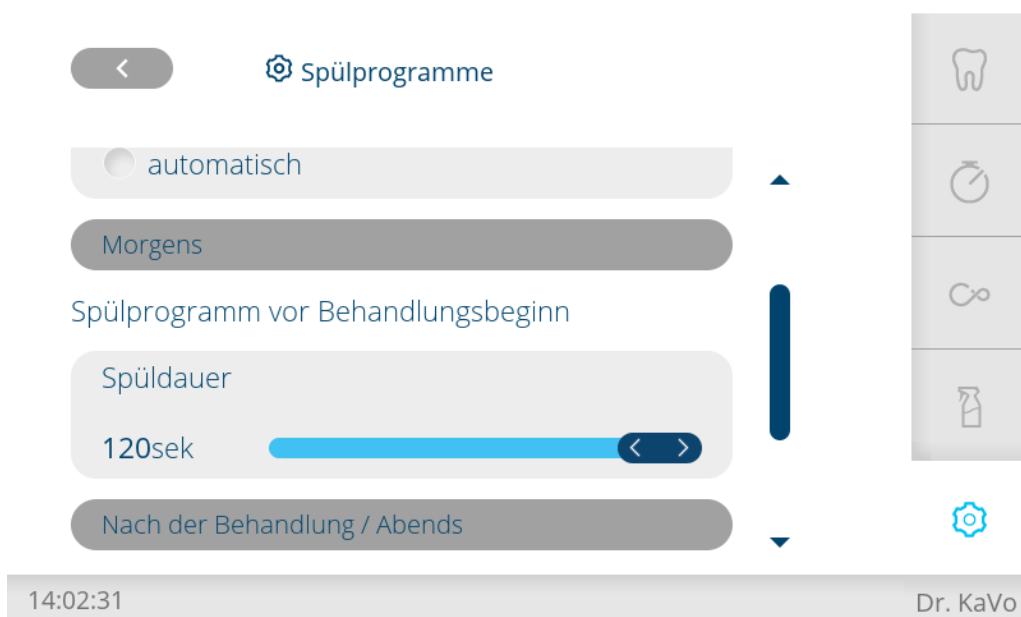 Spülprogramme
automatisch
Morgens
Spülprogramm vor Behandlungsbeginn
Spüldauer
120sek
Nach der Behandlung / Abends
14:02:31
Dr. KaVo